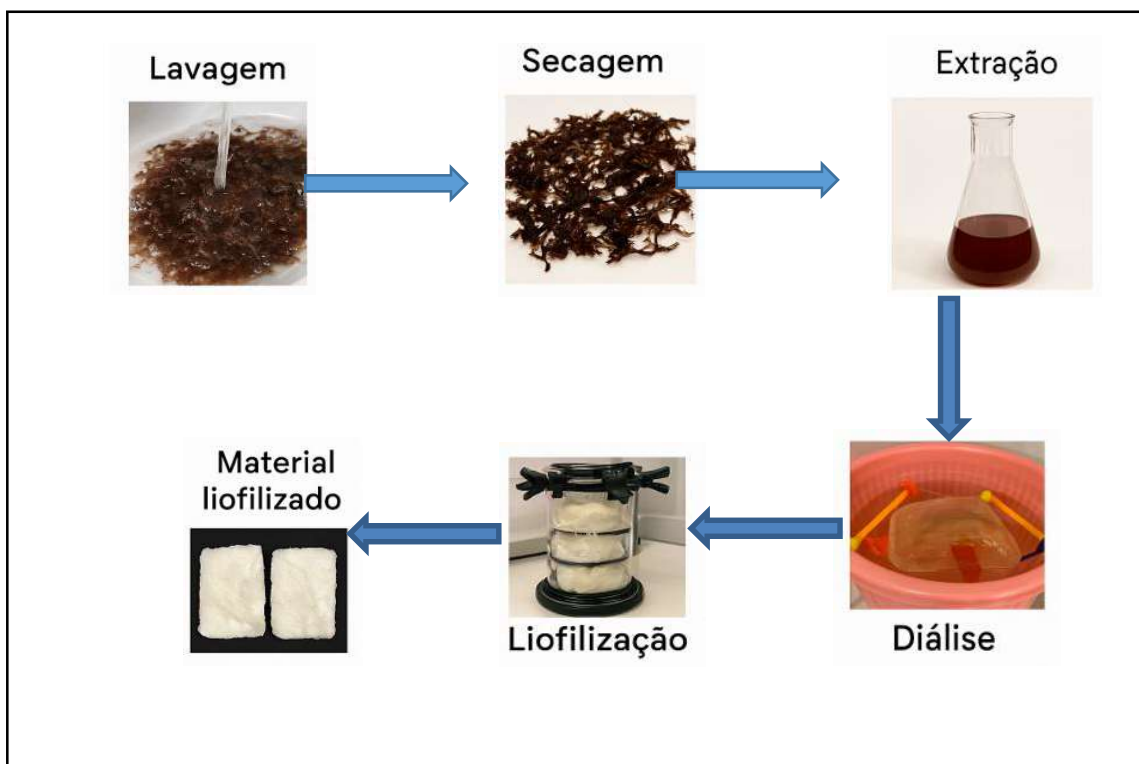 Lavagem
Secagem
Extração
Material
liofilizado
Liofilização
Diálise